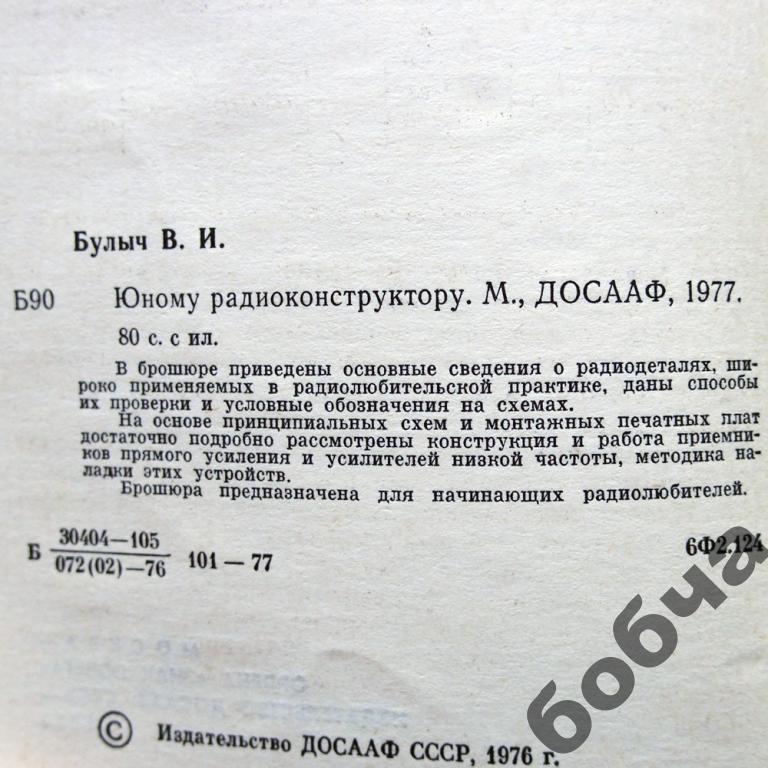 Булыч В. И.
Б90 Юному радиоконструктору. М., ДОСААФ, 1977.
80 с. с ил.
В брошюре приведены основные сведения о радиодеталях, ши-
роко применяемых в радиолюбительской практике, даны способы
их проверки и условные обозначения на схемах.
На основе принципиальных схем и монтажных печатных плат
достаточно подробно рассмотрены конструкция и работа приемни-
ков прямого усиления и усилителей низкой частоты, методика на-
ладки этих устройств.
Брошюра предназначена для начинающих радиолюбителей.
Б 30404—105
072(02)—76 101—77
6Ф2.124
© Издательство ДОСААФ СССР, 1976 г.
бобча